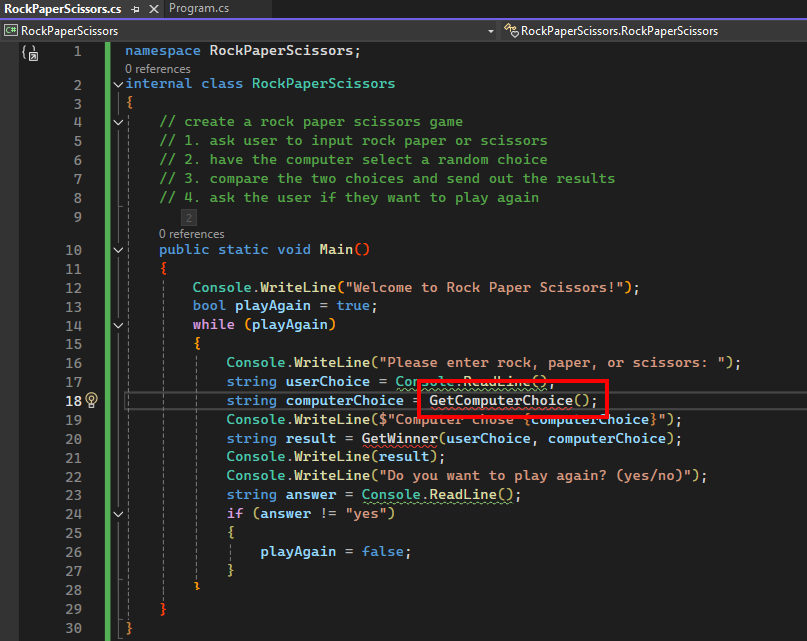 RockPaperScissors.cs Program.cs
C# RockPaperScissors RockPaperScissors.RockPaperScissors
1 namespace RockPaperScissors;
0 references
2 internal class RockPaperScissors
3 {
4 // create a rock paper scissors game
5 // 1. ask user to input rock paper or scissors
6 // 2. have the computer select a random choice
7 // 3. compare the two choices and send out the results
8 // 4. ask the user if they want to play again
9
2
0 references
10 public static void Main()
11 {
12 Console.WriteLine("Welcome to Rock Paper Scissors!");
13 bool playAgain = true;
14 while (playAgain)
15 {
16 Console.WriteLine("Please enter rock, paper, or scissors: ");
17 string userChoice = Console.ReadLine();
18 string computerChoice = GetComputerChoice();
19 Console.WriteLine($"Computer chose {computerChoice}");
20 string result = GetWinner(userChoice, computerChoice);
21 Console.WriteLine(result);
22 Console.WriteLine("Do you want to play again? (yes/no)");
23 string answer = Console.ReadLine();
24 if (answer != "yes")
25 {
26 playAgain = false;
27 }
28 }
29 }
30 }